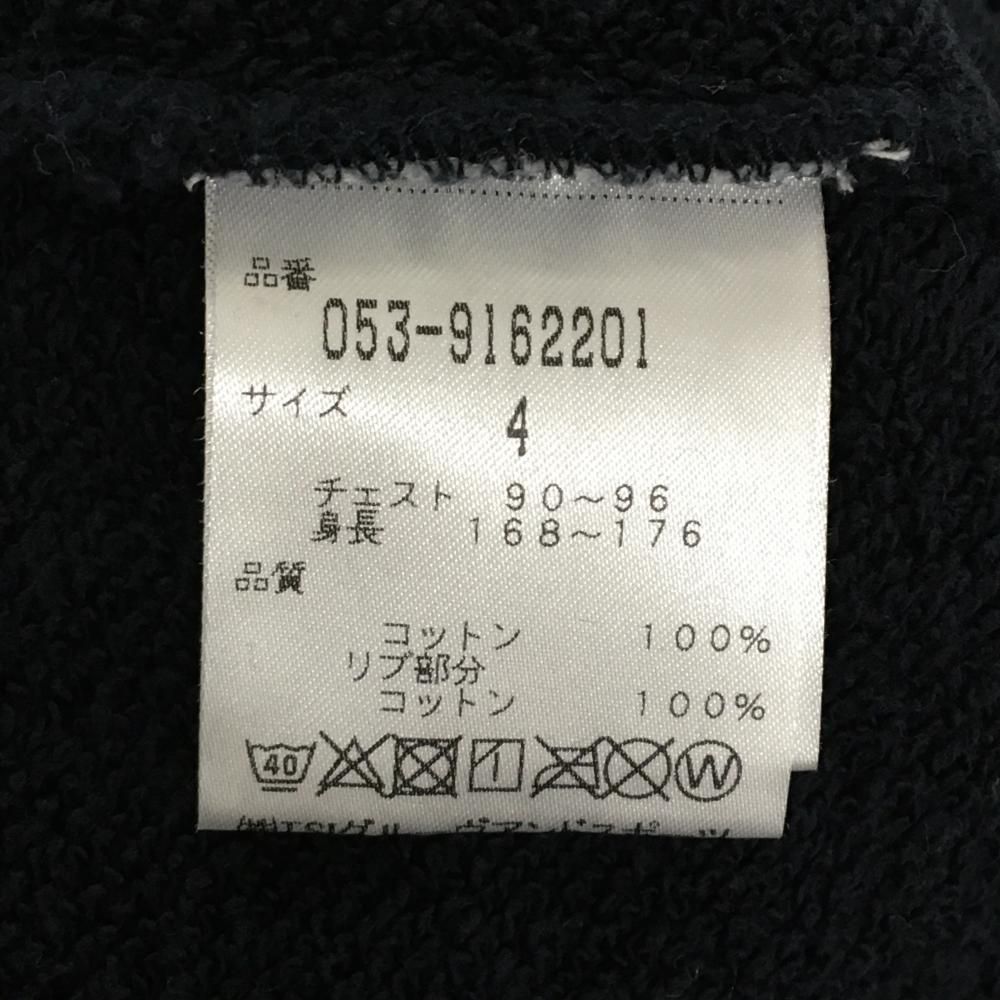 品番
053-9162201
サイズ
4
チェスト 90~96
身長 168~176
品質
コットン 100%
リブ部分
コットン 100%
40
W